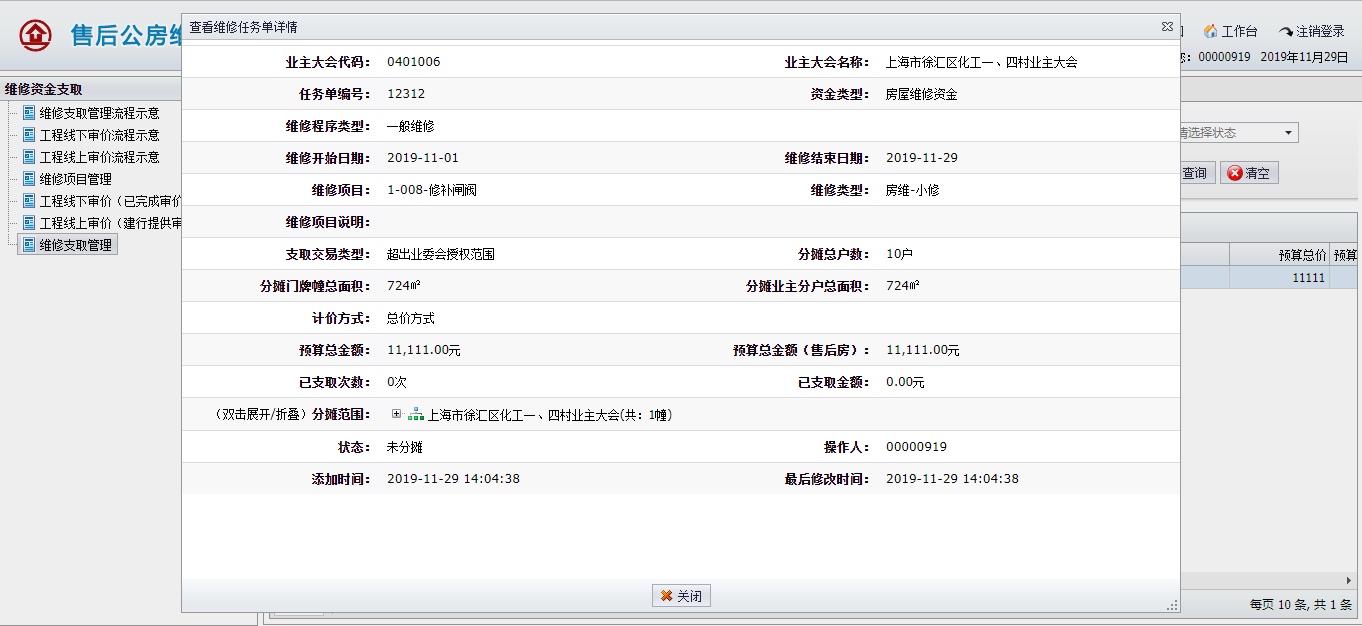 售后公房维
工作台
注销登录
00000919 2019年11月29日
维修资金支取
维修支取管理流程示意
工程线下审价流程示意
工程线上审价流程示意
维修项目管理
工程线下审价（已完成审价
工程线上审价（建行提供审
维修支取管理
查看维修任务单详情
业主大会代码： 0401006 业主大会名称： 上海市徐汇区化工一、四村业主大会
任务单编号： 12312 资金类型： 房屋维修资金
维修程序类型： 一般维修
维修开始日期： 2019-11-01 维修结束日期： 2019-11-29
维修项目： 1-008-修补闸阀 维修类型： 房维-小修
维修项目说明：
支取交易类型： 超出业委会授权范围 分摊总户数： 10户
分摊门牌幢总面积： 724㎡ 分摊业主分户总面积： 724㎡
计价方式： 总价方式
预算总金额： 11,111.00元 预算总金额（售后房）： 11,111.00元
已支取次数： 0次 已支取金额： 0.00元
（双击展开/折叠）分摊范围： 上海市徐汇区化工一、四村业主大会(共：1幢)
状态： 未分摊 操作人： 00000919
添加时间： 2019-11-29 14:04:38 最后修改时间： 2019-11-29 14:04:38
关闭
请选择状态
查询 清空
预算总价 预算
11111
每页 10 条, 共 1 条